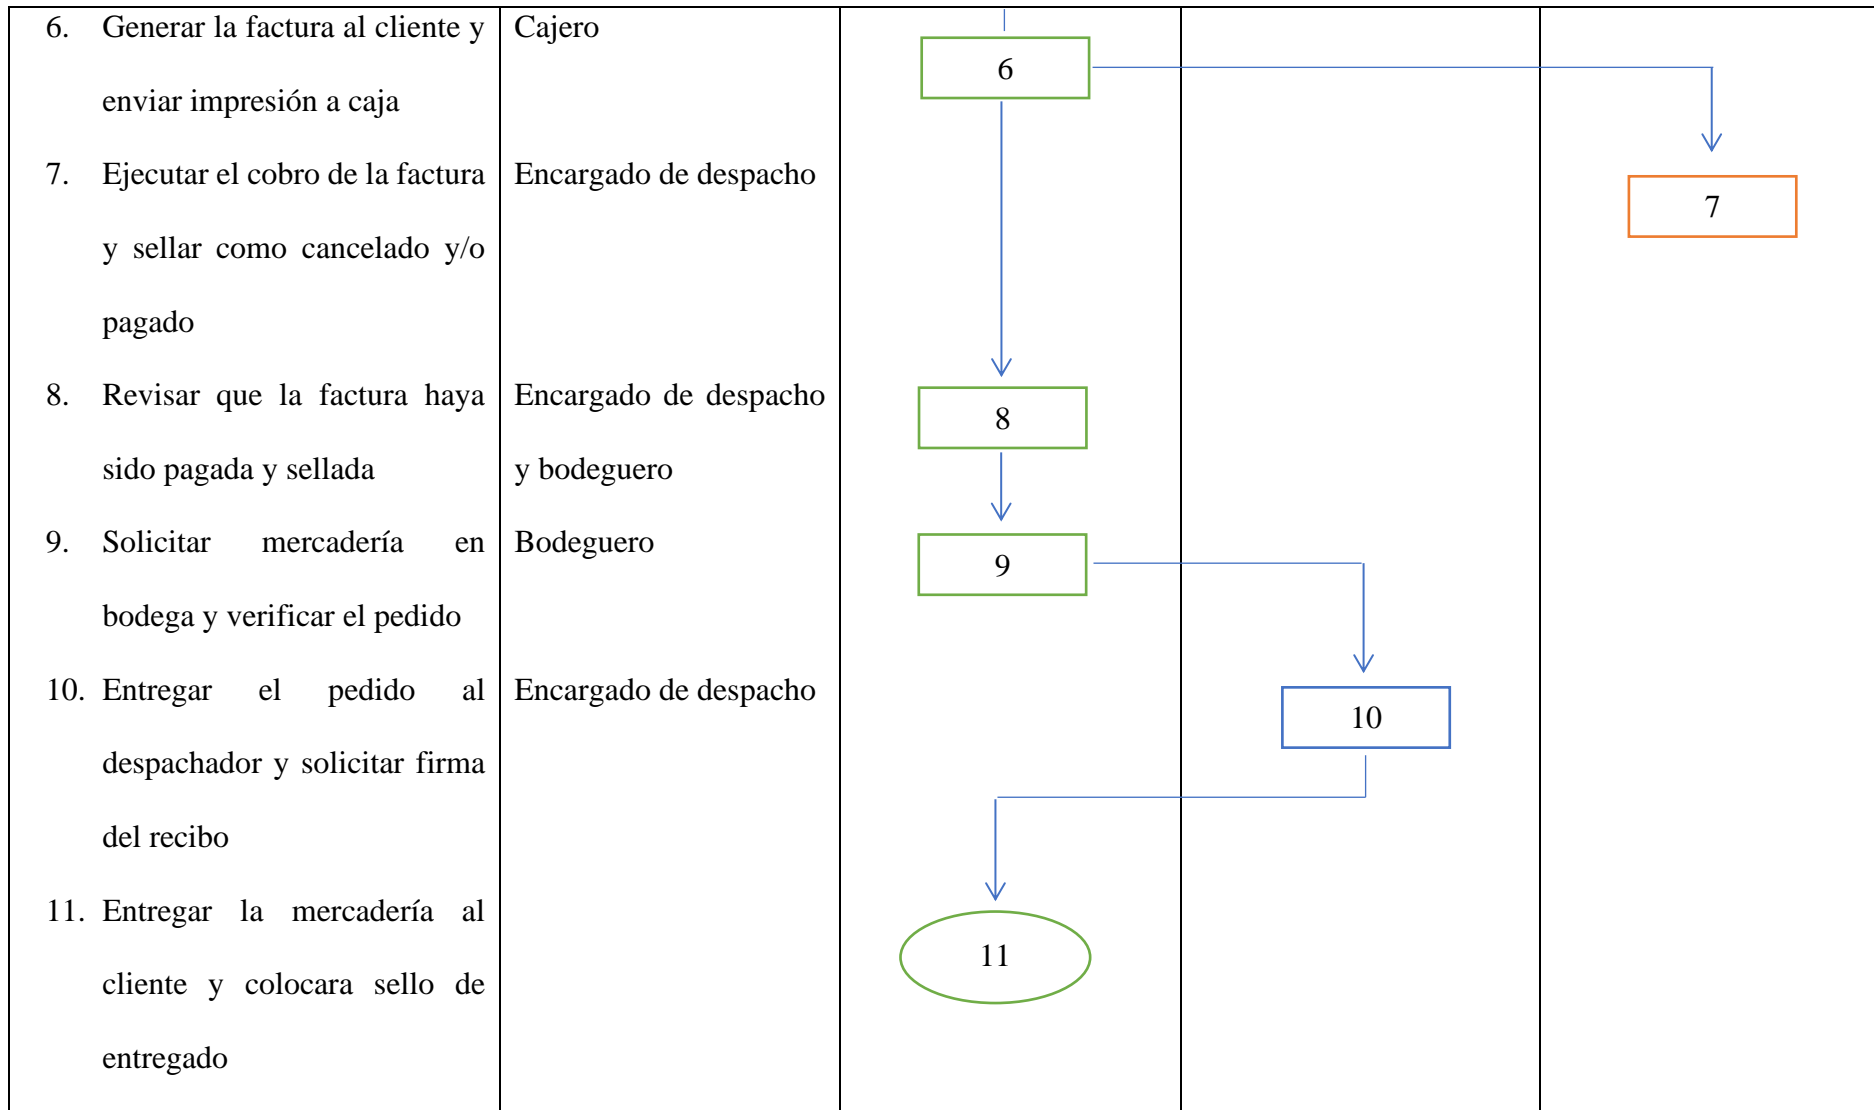 6. Generar la factura al cliente y
enviar impresión a caja
7. Ejecutar el cobro de la factura
y sellar como cancelado y/o
pagado
8. Revisar que la factura haya
sido pagada y sellada
9. Solicitar mercadería en
bodega y verificar el pedido
10. Entregar el pedido al
despachador y solicitar firma
del recibo
11. Entregar la mercadería al
cliente y colocara sello de
entregado
Cajero
Encargado de despacho
Encargado de despacho
y bodeguero
Bodeguero
Encargado de despacho
6
7
8
9
10
11